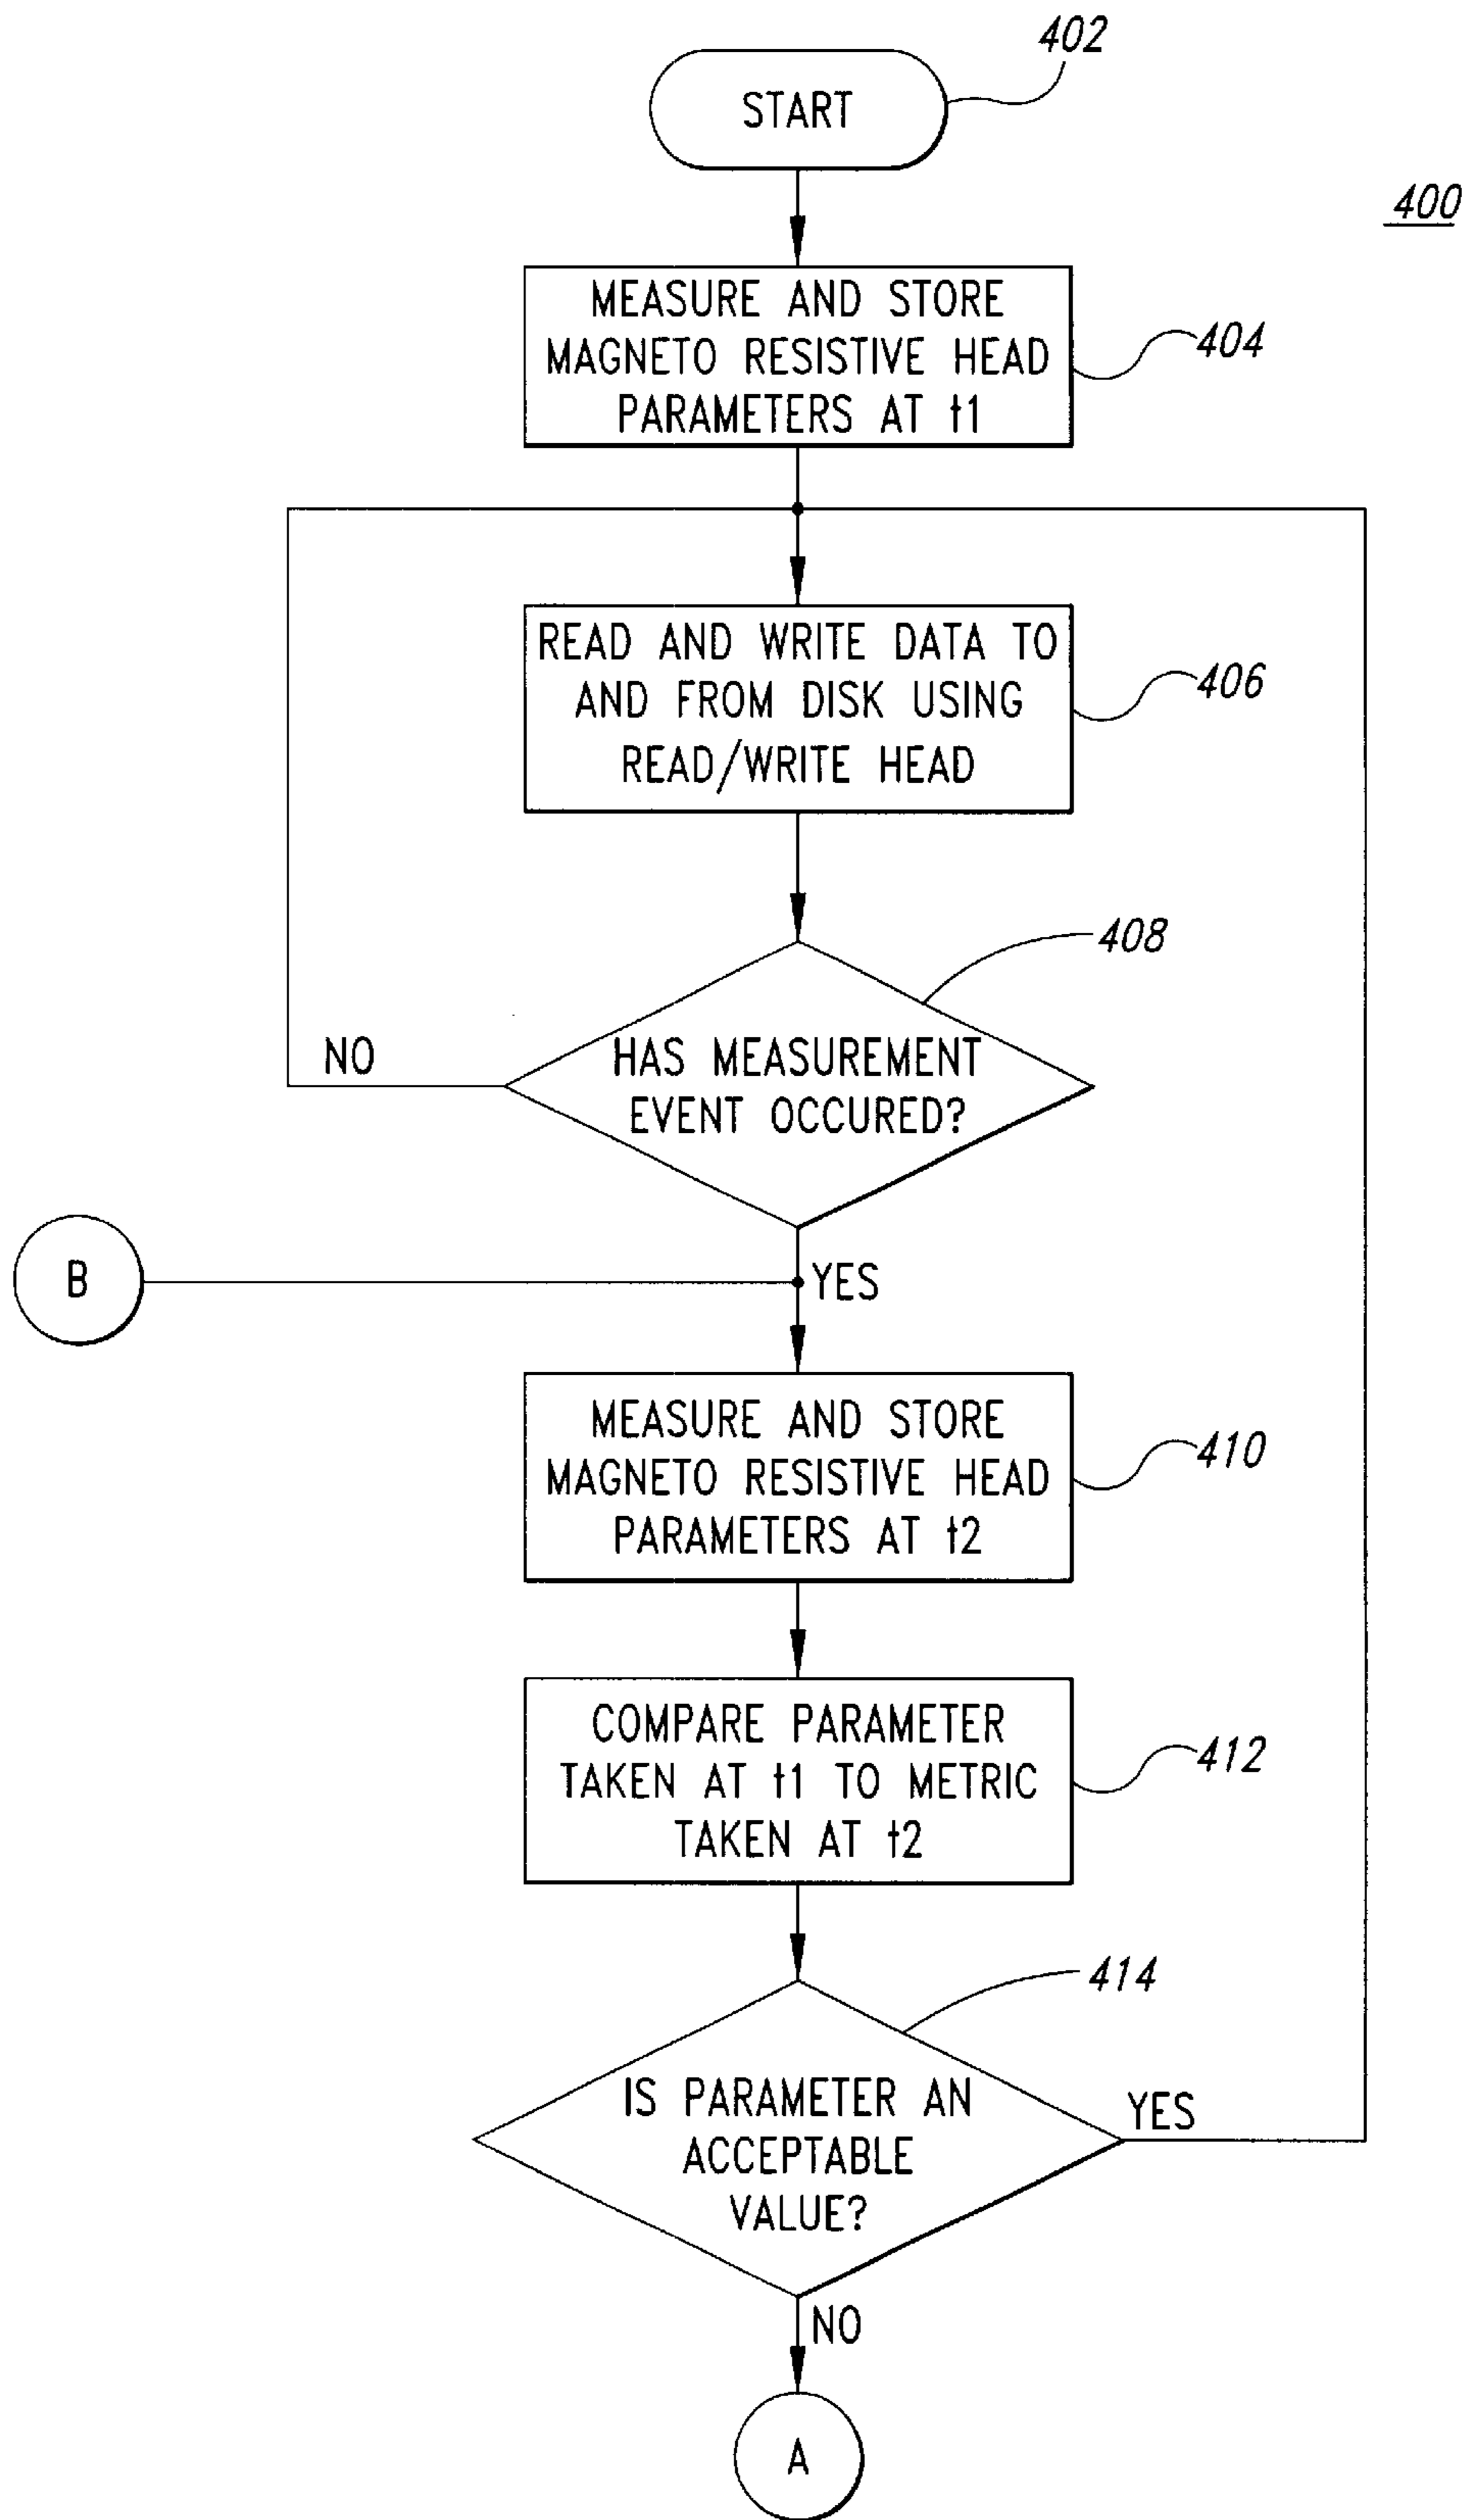 402
START
400
MEASURE AND STORE
MAGNETO RESISTIVE HEAD
PARAMETERS AT t1
404
READ AND WRITE DATA TO
AND FROM DISK USING
READ/WRITE HEAD
406
408
HAS MEASUREMENT
EVENT OCCURED?
NO
B
YES
MEASURE AND STORE
MAGNETO RESISTIVE HEAD
PARAMETERS AT t2
410
COMPARE PARAMETER
TAKEN AT t1 TO METRIC
TAKEN AT t2
412
414
IS PARAMETER AN
ACCEPTABLE
VALUE?
YES
NO
A